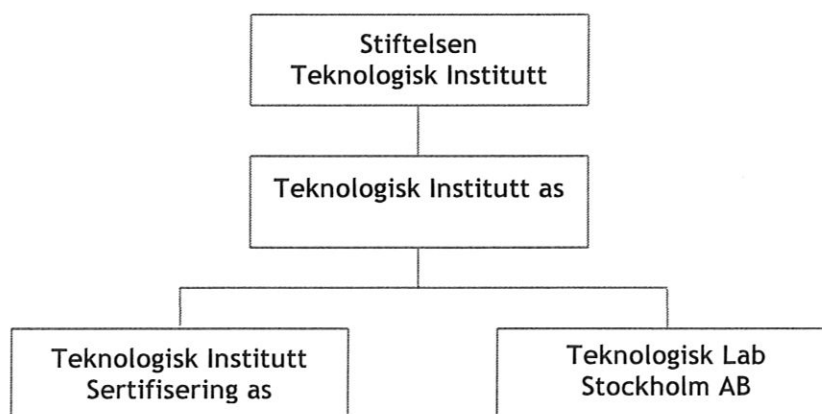 Stiftelsen
Teknologisk Institutt
Teknologisk Institutt as
Teknologisk Institutt
Sertifisering as
Teknologisk Lab
Stockholm AB